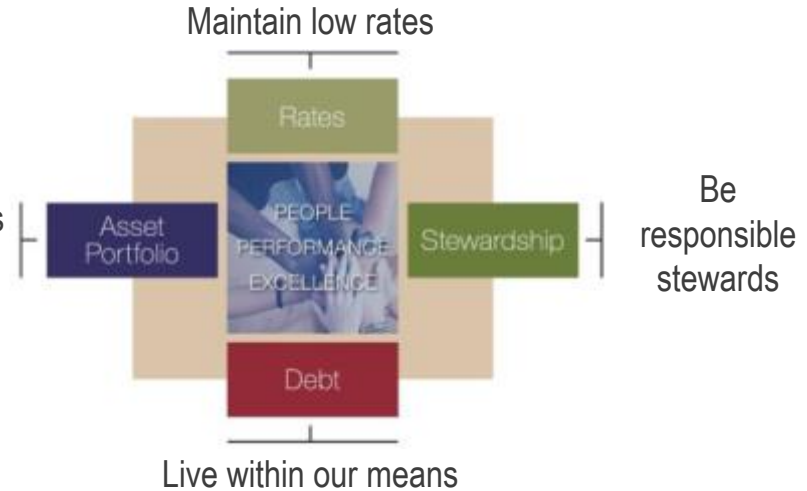 Maintain low rates
Rates
Asset
Portfolio
PEOPLE
PERFORMANCE
EXCELLENCE
Stewardship
Be
responsible
stewards
Debt
Live within our means